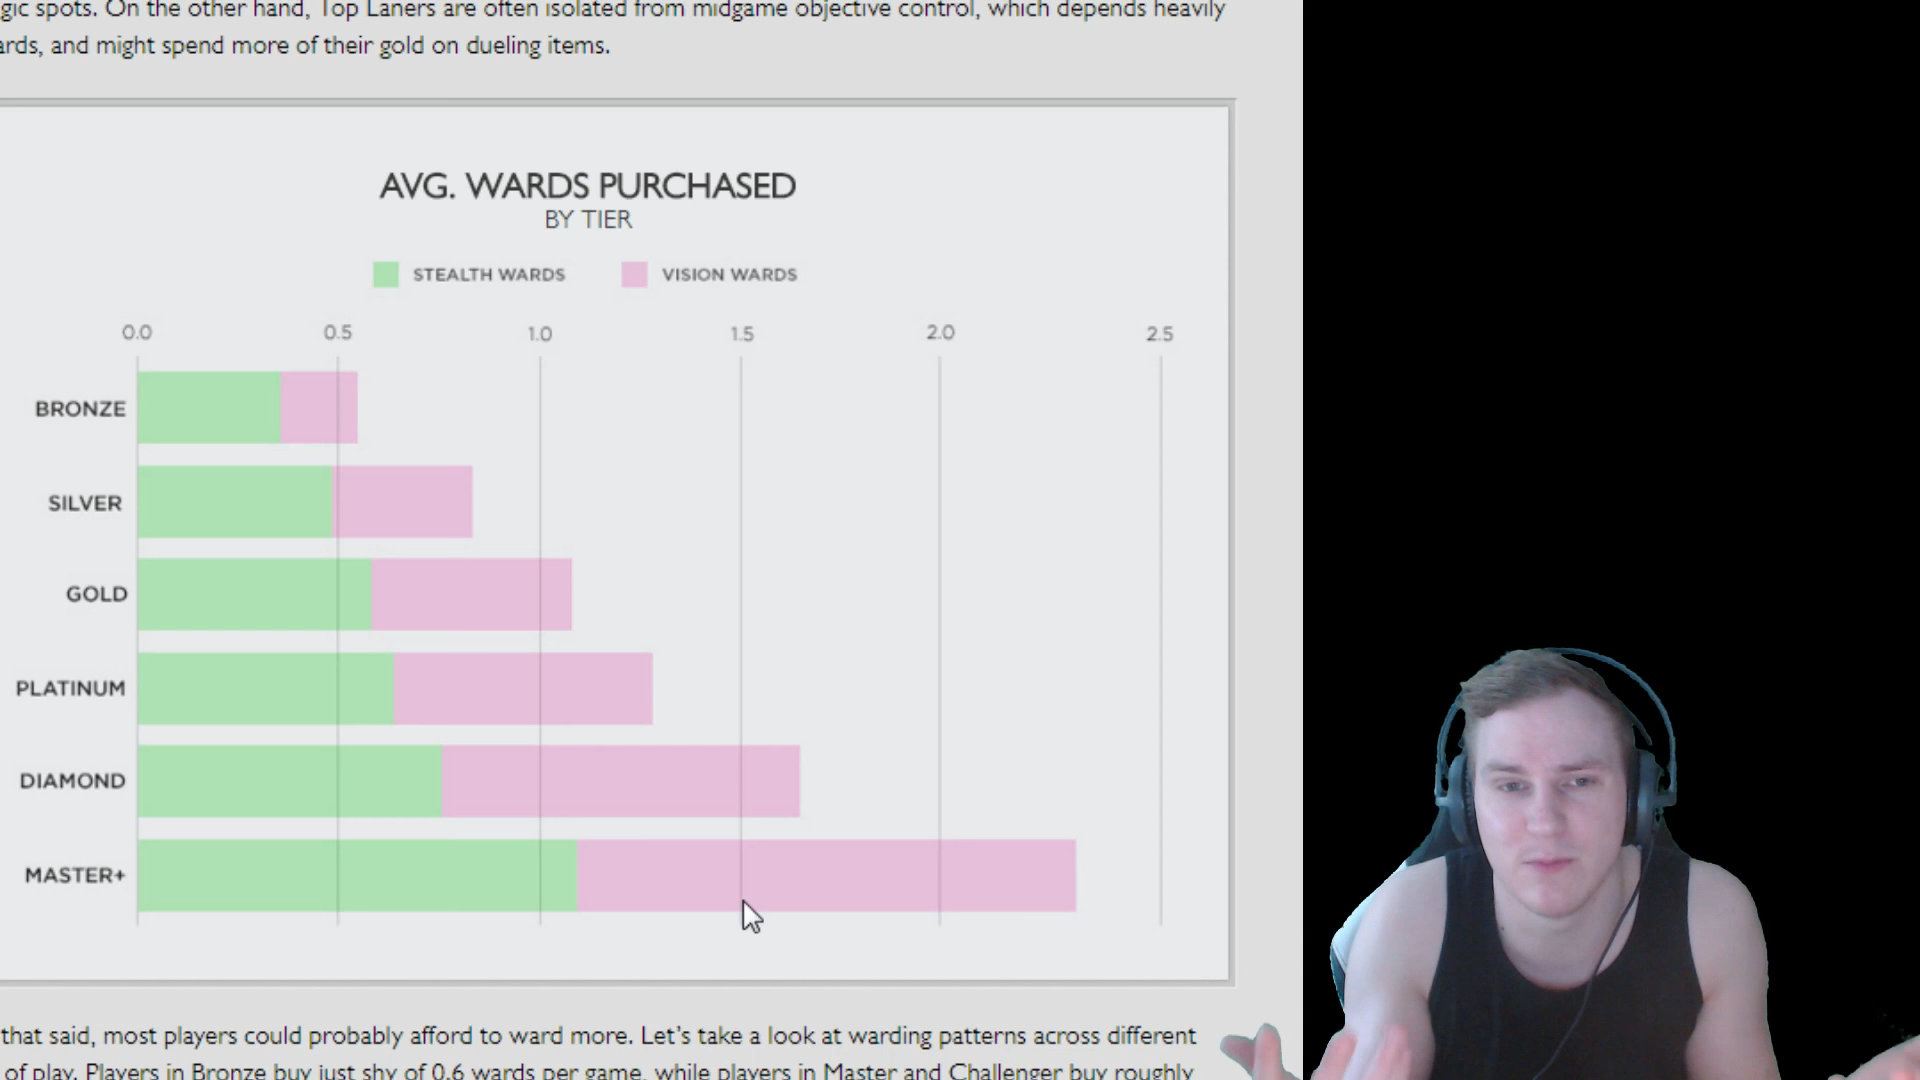 gic spots. On the other hand, Top Laners are often isolated from midgame objective control, which depends heavily
ards, and might spend more of their gold on dueling items.
AVG. WARDS PURCHASED
BY TIER
STEALTH WARDS VISION WARDS
0.0 0.5 1.0 1.5 2.0 2.5
BRONZE
SILVER
GOLD
PLATINUM
DIAMOND
MASTER+
that said, most players could probably afford to ward more. Let's take a look at warding patterns across different
of play. Players in Bronze buy just shy of 0.6 wards per game, while players in Master and Challenger buy roughly